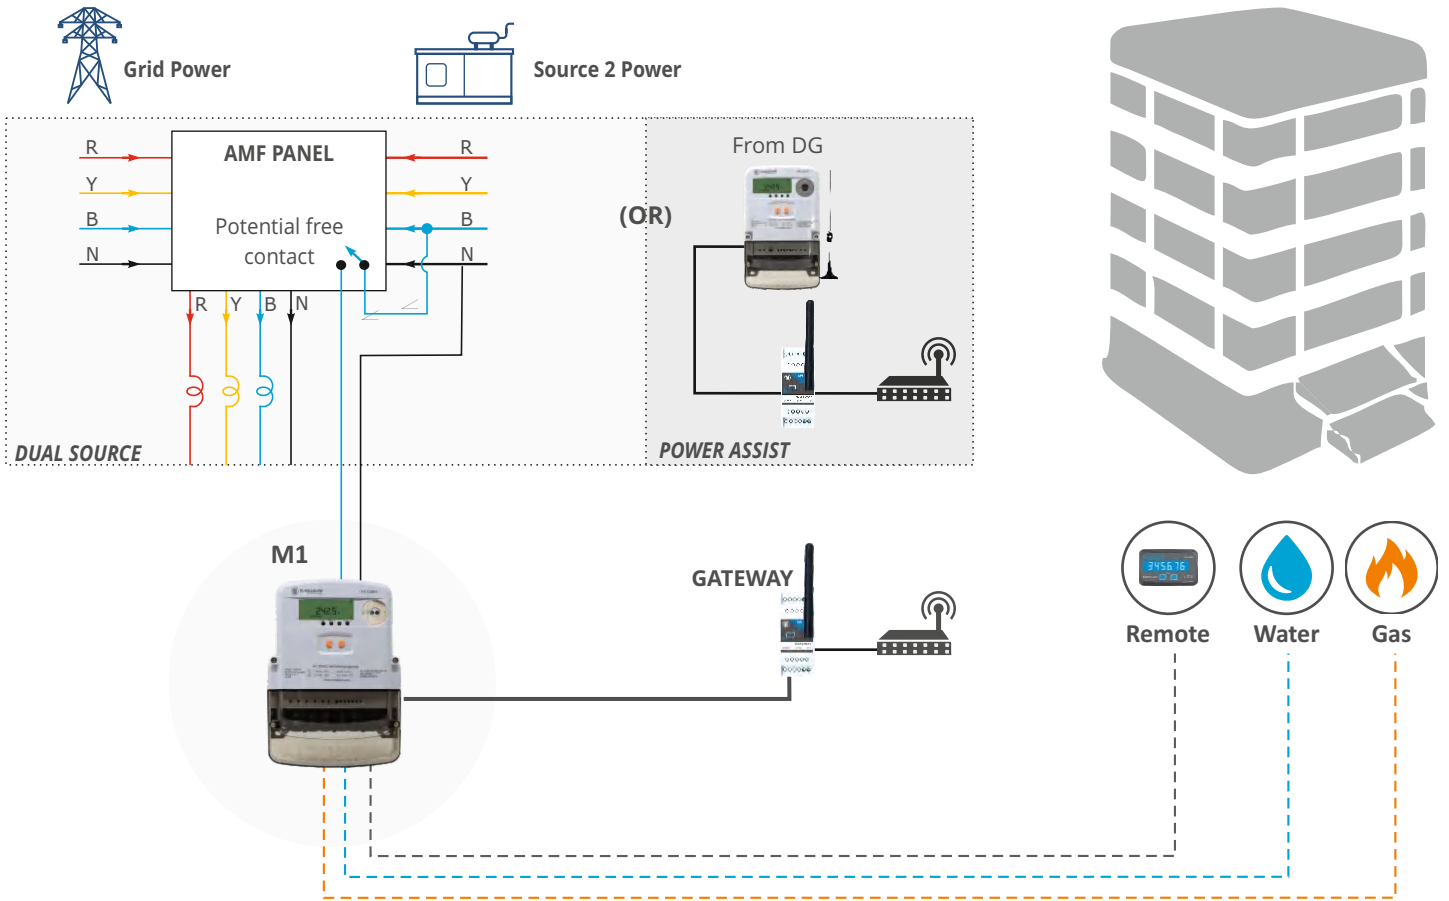 Grid Power
Source 2 Power
AMF PANEL
From DG
R
R
Y
Y
(OR)
B
Potential free
B
N
contact
N
R
Y
B
N
DUAL SOURCE
POWER ASSIST
M1
GATEWAY
Remote
Water
Gas